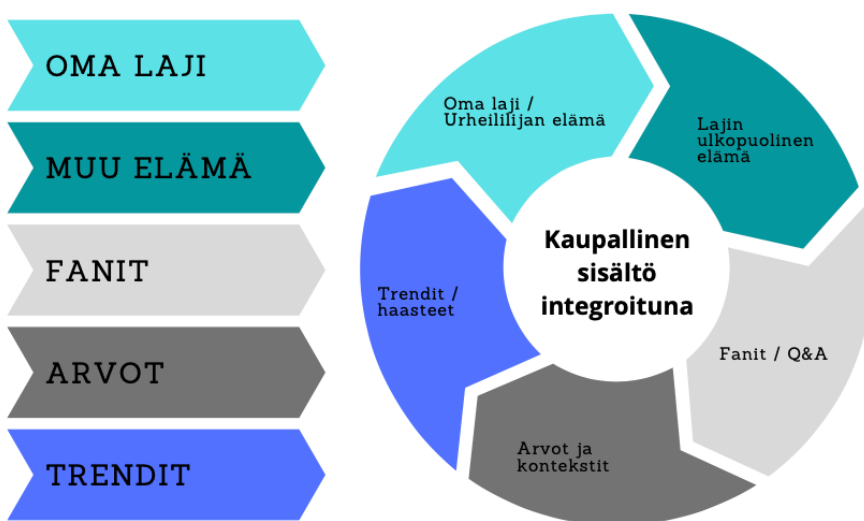 OMA LAJI
MUU ELÄMÄ
FANIT
ARVOT
TRENDIT
Oma laji /
Urheililijan elämä
Lajin
ulkopuolinen
elämä
Fanit / Q&A
Arvot ja
kontekstit
Trendit /
haasteet
Kaupallinen
sisältö
integroituna